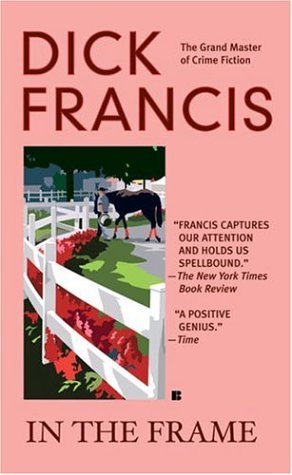 DICK
The Grand Master
of Crime Fiction
FRANCIS
“FRANCIS CAPTURES
OUR ATTENTION
AND HOLDS US
SPELLBOUND.”
—The New York Times
Book Review
“A POSITIVE
GENIUS.”
—Time
B
IN THE FRAME